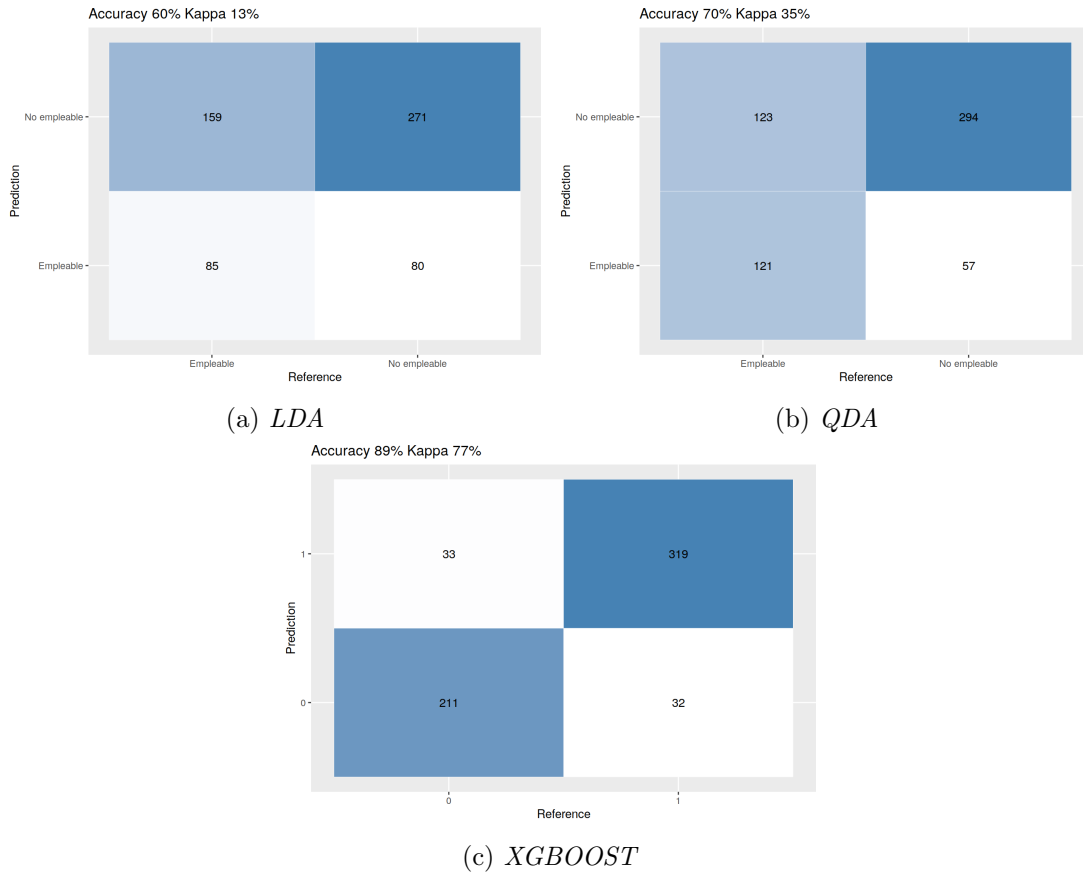 Accuracy 60% Kappa 13%
Prediction
No empleable
Empleable
159
271
85
80
Empleable
No empleable
Reference
(a) LDA
Accuracy 70% Kappa 35%
Prediction
No empleable
Empleable
123
294
121
57
Empleable
No empleable
Reference
(b) QDA
Accuracy 89% Kappa 77%
Prediction
1
0
33
319
211
32
0
1
Reference
(c) XGBOOST